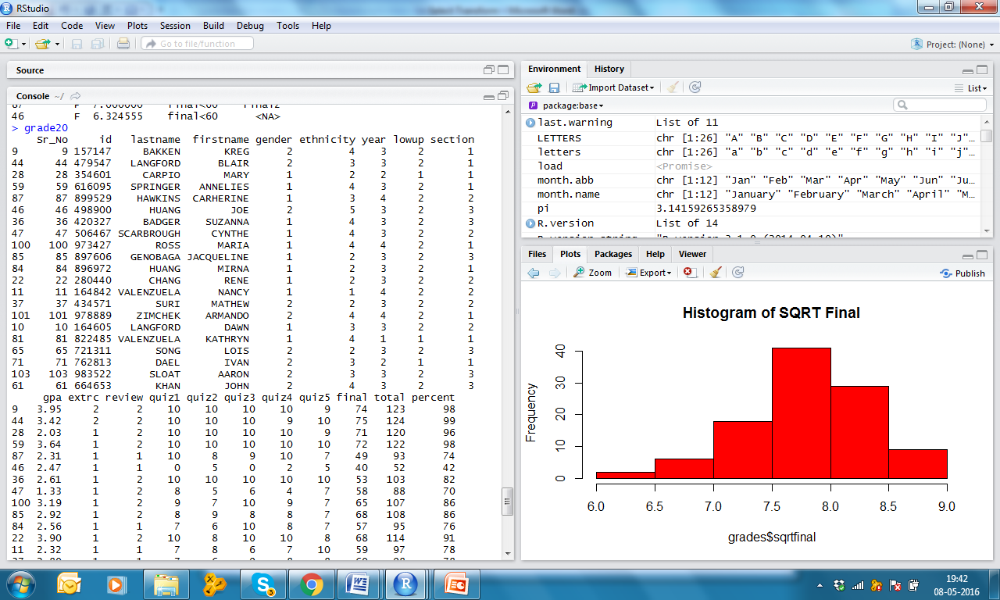 RStudio
File Edit Code View Plots Session Build Debug Tools Help
Go to file/function
Project: (None)
Source
Console ~/
87 F 7.000000 final<60 final2
46 F 6.324555 final<60 <NA>
> grade20
Sr_No id lastname firstname gender ethnicity year lowup section
9 9 157147 BAKKEN KREG 2 4 3 2 1
44 44 479547 LANGFORD BLAIR 2 3 3 2 1
28 28 354601 CARPIO MARY 1 2 2 1 1
59 59 616095 SPRINGER ANNELIES 1 4 3 2 1
87 87 899529 HAWKINS CARHERINE 1 3 4 2 2
46 46 498900 HUANG JOE 2 5 3 2 3
36 36 420327 BADGER SUZANNA 1 4 3 2 3
47 47 506467 SCARBROUGH CYNTHE 1 4 3 2 2
100 100 973427 ROSS MARIA 1 4 4 2 1
85 85 897606 GENOBAGA JACQUELINE 1 2 3 2 3
84 84 896972 HUANG MIRNA 1 2 3 2 3
22 22 280440 CHANG RENE 1 2 3 2 2
11 11 164842 VALENZUELA NANCY 1 1 4 2 2
37 37 434571 SURI MATHEW 2 2 3 2 2
101 101 978889 ZIMCHEK ARMANDO 2 4 4 2 1
10 10 164605 LANGFORD DAWN 1 3 3 2 2
81 81 822485 VALENZUELA KATHRYN 1 4 1 1 1
65 65 721311 SONG LOIS 2 2 3 2 3
71 71 762813 DAEL IVAN 2 3 2 1 1
103 103 983522 SLOAT AARON 2 3 3 2 3
61 61 664653 KHAN JOHN 2 4 3 2 3
gpa extrc review quiz1 quiz2 quiz3 quiz4 quiz5 final total percent
9 3.95 2 2 10 10 10 10 9 74 123 98
44 3.42 2 2 10 10 10 9 10 75 124 99
28 2.03 1 2 10 10 10 10 9 71 120 96
59 3.64 1 2 10 10 10 10 10 72 122 98
87 2.31 1 1 10 8 9 10 7 49 93 74
46 2.47 1 1 0 5 0 2 5 40 52 42
36 2.61 1 2 10 10 10 10 10 53 103 82
47 1.33 1 2 8 5 6 4 7 58 88 70
100 3.19 1 2 9 7 10 9 7 65 107 86
85 2.92 1 2 8 9 8 8 7 68 108 86
84 2.56 1 1 7 6 10 8 7 57 95 76
22 3.90 1 2 10 8 10 10 8 68 114 91
11 2.32 1 1 7 8 6 7 10 59 97 78
Environment History
Import Dataset List
package:base
last.warning List of 11
LETTERS chr [1:26] "A" "B" "C" "D" "E" "F" "G" "H" "I" "J"…
letters chr [1:26] "a" "b" "c" "d" "e" "f" "g" "h" "i" "j"…
load <Promise>
month.abb chr [1:12] "Jan" "Feb" "Mar" "Apr" "May" "Jun" "Ju…
month.name chr [1:12] "January" "February" "March" "April" "M…
pi 3.14159265358979
R.version List of 14
Files Plots Packages Help Viewer
Zoom Export Publish
Histogram of SQRT Final
Frequency
0 10 20 30 40
6.0 6.5 7.0 7.5 8.0 8.5 9.0
grades$sqrtfinal
3
19:42
08-05-2016